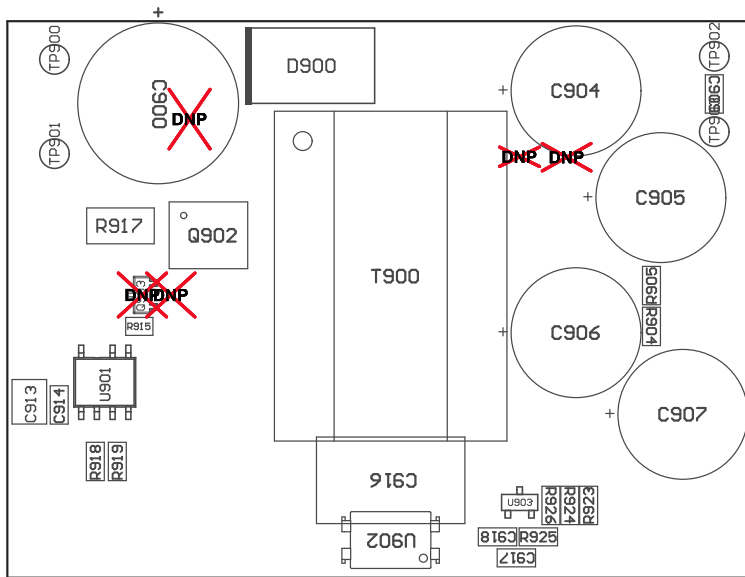 TP900
C900
DNP
D900
C904
TP902
C909
TP901
DNP
DNP
C905
R917
Q902
T900
DNP
DNP
R905
R904
R915
C906
U901
C913
C914
C907
R918
R919
C916
U902
U903
R926
R924
R923
C918
R925
C917